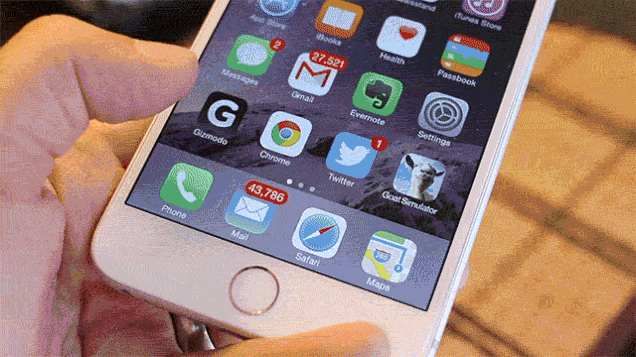 App Store
iBooks
Newsstand
iTunes Store
Health
Passbook
2
27,521
Messages
Gmail
Evernote
Settings
G
Gizmodo
Chrome
1
Twitter
Goat Simulator
43,786
280
Phone
Mail
Safari
Maps